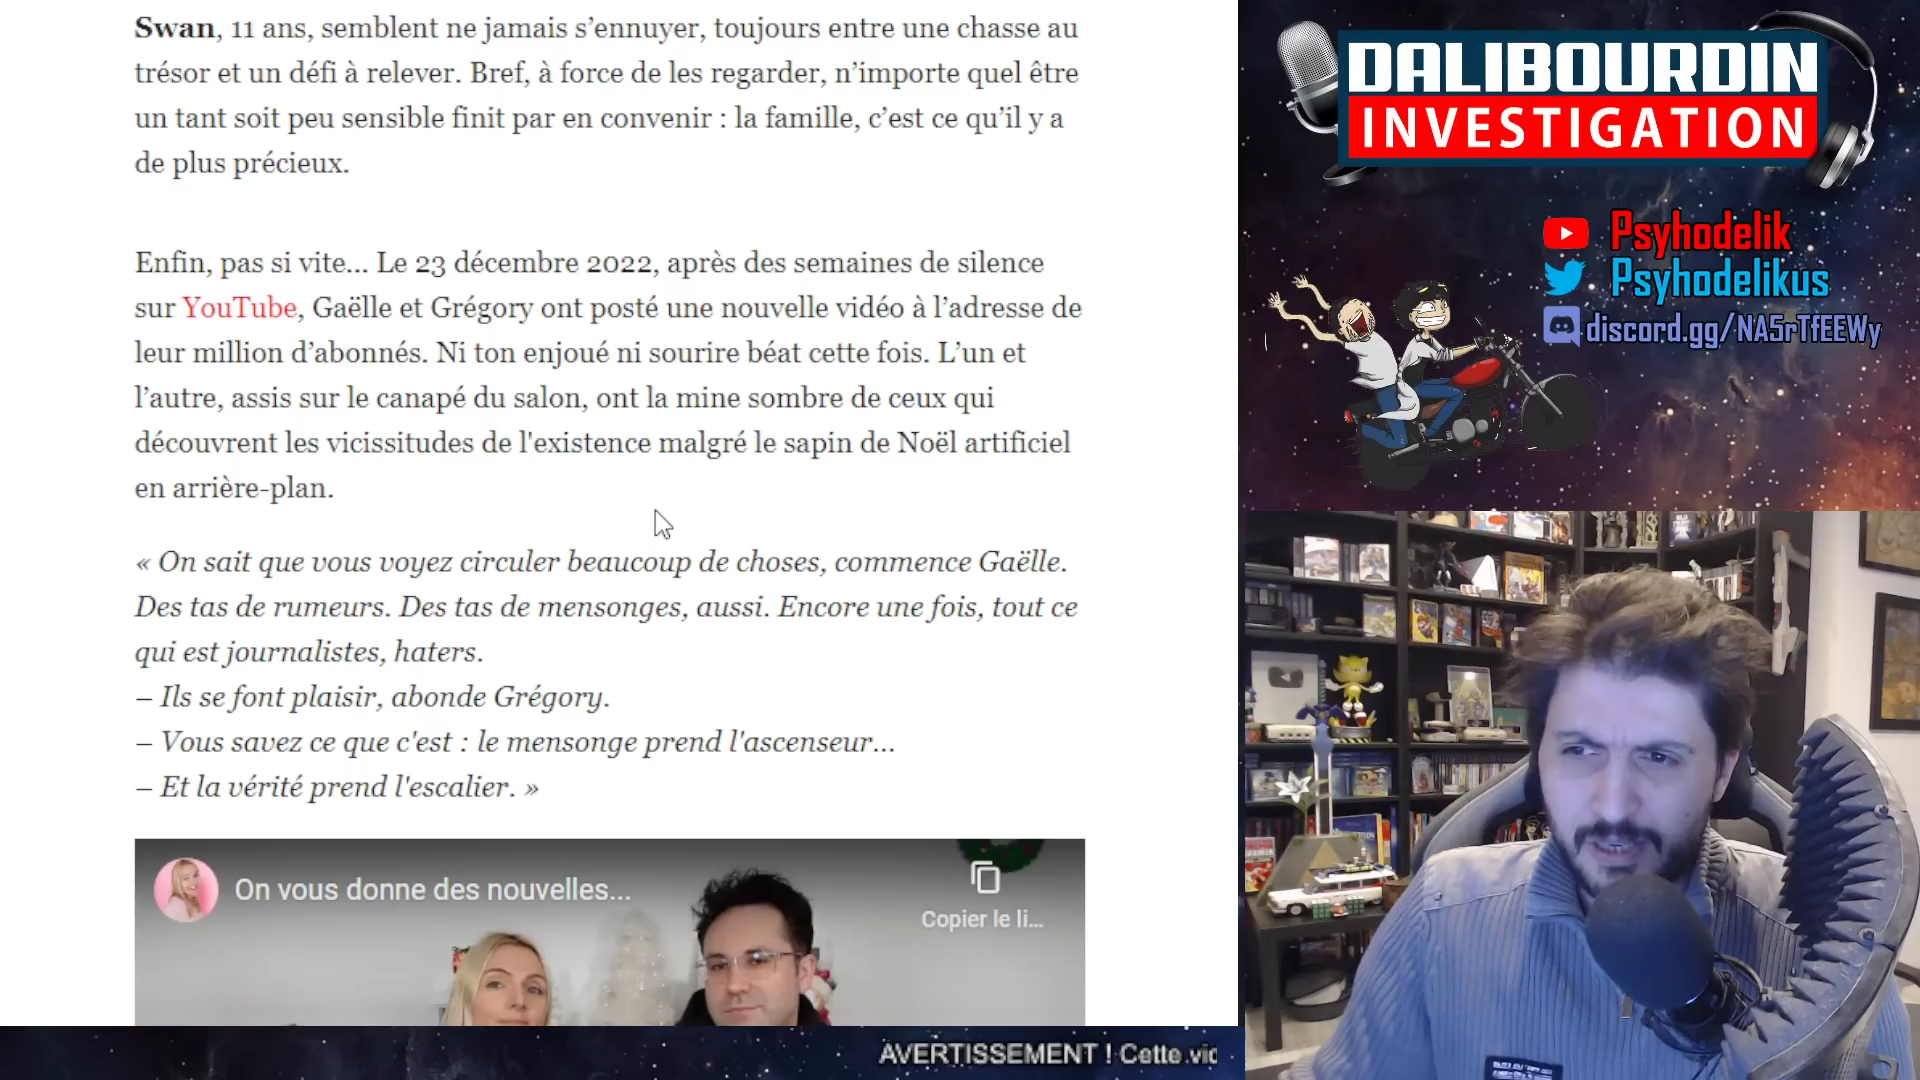 Swan, 11 ans, semblent ne jamais s’ennuyer, toujours entre une chasse au
trésor et un défi à relever. Bref, à force de les regarder, n’importe quel être
un tant soit peu sensible finit par en convenir : la famille, c’est ce qu’il y a
de plus précieux.
Enfin, pas si vite... Le 23 décembre 2022, après des semaines de silence
sur YouTube, Gaëlle et Grégory ont posté une nouvelle vidéo à l’adresse de
leur million d’abonnés. Ni ton enjoué ni sourire béat cette fois. L’un et
l’autre, assis sur le canapé du salon, ont la mine sombre de ceux qui
découvrent les vicissitudes de l'existence malgré le sapin de Noël artificiel
en arrière-plan.
« On sait que vous voyez circuler beaucoup de choses, commence Gaëlle.
Des tas de rumeurs. Des tas de mensonges, aussi. Encore une fois, tout ce
qui est journalistes, haters.
– Ils se font plaisir, abonde Grégory.
– Vous savez ce que c'est : le mensonge prend l'ascenseur...
– Et la vérité prend l'escalier. »
On vous donne des nouvelles...
Copier le li...
AVERTISSEMENT ! Cette vid
DALIBOURDIN
INVESTIGATION
Psyhodelik
Psyhodelikus
discord.gg/NA5rTfEEWy